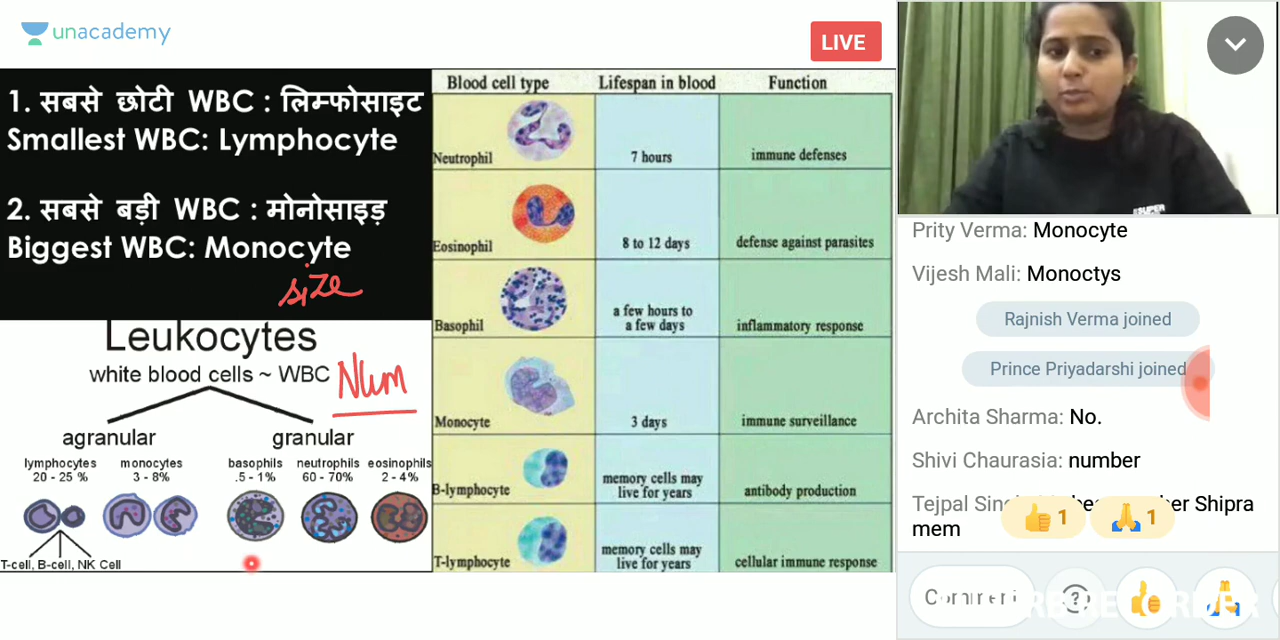 unacademy
LIVE
1. सबसे छोटी WBC : लिम्फोसाइट
Smallest WBC: Lymphocyte
2. सबसे बड़ी WBC : मोनोसाइड़
Biggest WBC: Monocyte
size
Leukocytes
white blood cells ~ WBC
Num
agranular
granular
lymphocytes
20 - 25 %
monocytes
3 - 8%
basophils
.5 - 1%
neutrophils
60 - 70%
eosinophils
2 - 4%
T-cell, B-cell, NK Cell
Blood cell type Lifespan in blood Function
Neutrophil 7 hours immune defenses
Eosinophil 8 to 12 days defense against parasites
Basophil a few hours to
a few days inflammatory response
Monocyte 3 days immune surveillance
B-lymphocyte memory cells may
live for years antibody production
T-lymphocyte memory cells may
live for years cellular immune response
SUPER
Prity Verma: Monocyte
Vijesh Mali: Monoctys
Rajnish Verma joined
Prince Priyadarshi joined
Archita Sharma: No.
Shivi Chaurasia: number
Tejpal Shipra
mem
1
1
?